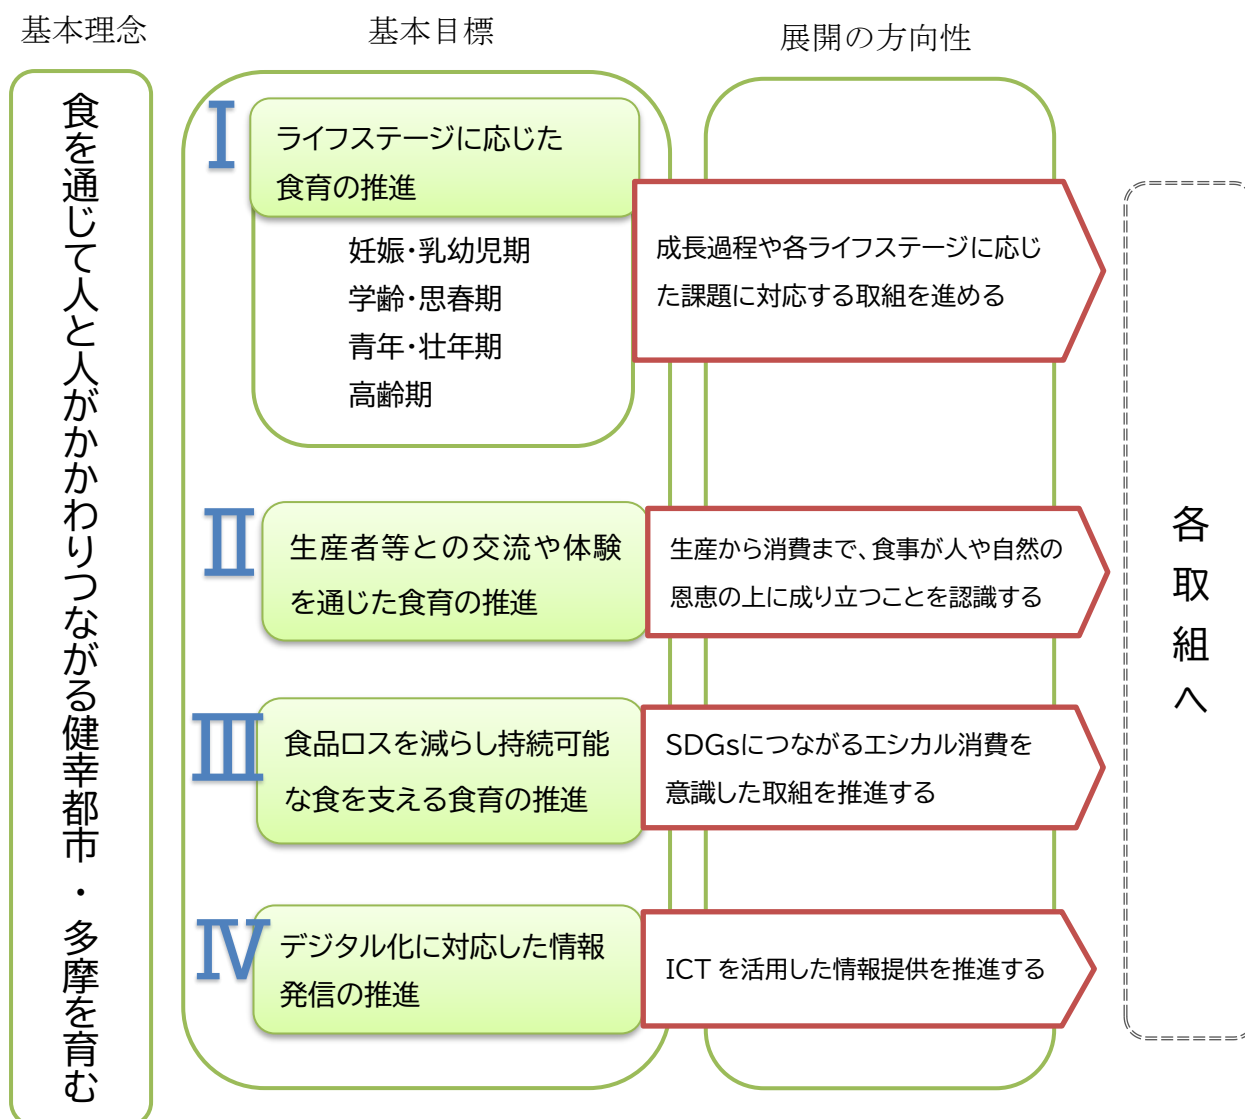 基本理念
基本目標
展開の方向性
食を通じて人と人がかかわりつながる健幸都市・多摩を育む
Ⅰ
ライフステージに応じた
食育の推進
妊娠・乳幼児期
学齢・思春期
青年・壮年期
高齢期
成長過程や各ライフステージに応じ
た課題に対応する取組を進める
Ⅱ
生産者等との交流や体験
を通じた食育の推進
生産から消費まで、食事が人や自然の
恩恵の上に成り立つことを認識する
Ⅲ
食品ロスを減らし持続可能
な食を支える食育の推進
SDGsにつながるエシカル消費を
意識した取組を推進する
Ⅳ
デジタル化に対応した情報
発信の推進
ICT を活用した情報提供を推進する
各取組へ